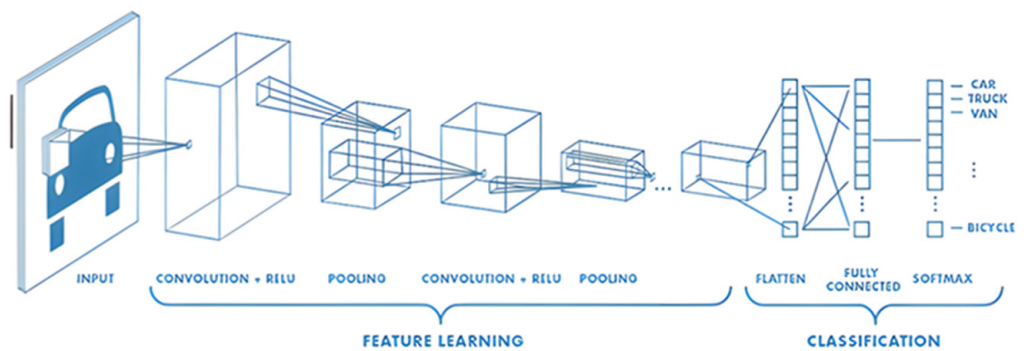 CAR
TRUCK
VAN
BICYCLE
INPUT
CONVOLUTION + RELU
POOLING
CONVOLUTION + RELU
POOLING
FLATTEN
FULLY
CONNECTED
SOFTMAX
FEATURE LEARNING
CLASSIFICATION